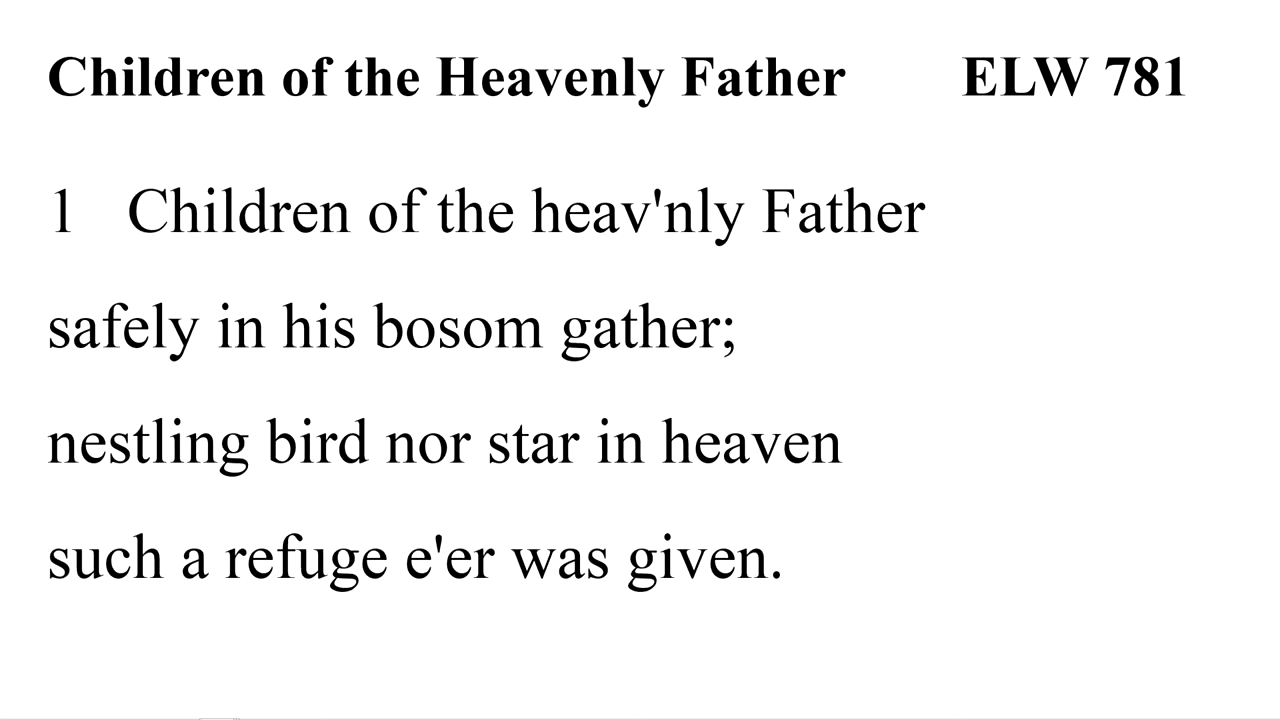 Children of the Heavenly Father ELW 781
1 Children of the heav'nly Father
safely in his bosom gather;
nestling bird nor star in heaven
such a refuge e'er was given.